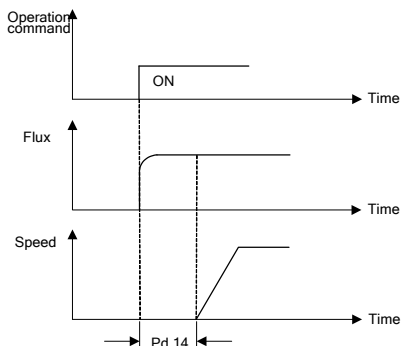 Operation
command
ON
Time
Flux
Time
Speed
Time
Pd.14